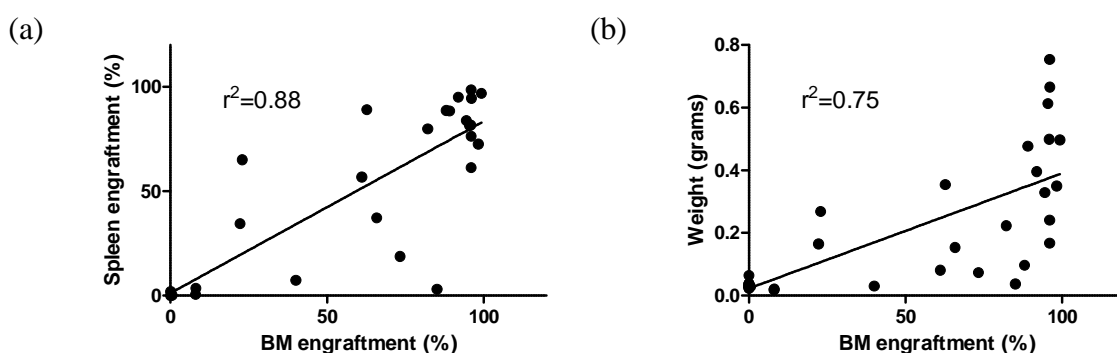 (a)
r²=0.88
Spleen engraftment (%)
100
50
0
0
50
100
BM engraftment (%)
(b)
r²=0.75
Weight (grams)
0.8
0.6
0.4
0.2
0.0
0
50
100
BM engraftment (%)